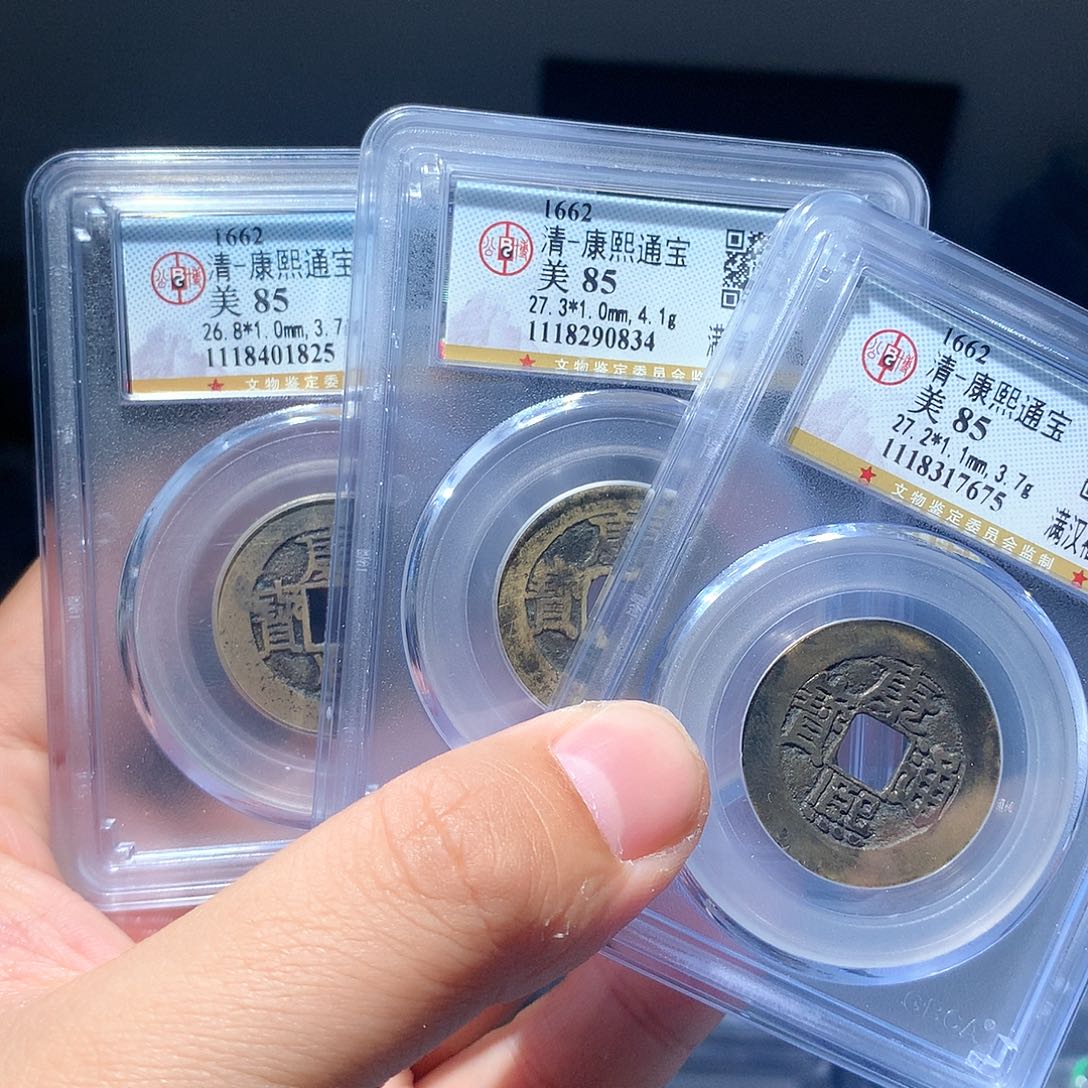 1662
清-康熙通宝
美 85
26.8*1.0mm, 3.7
1118401825
文物鉴定委
1662
清-康熙通宝
美 85
27.3*1.0mm, 4.1g
1118290834
满
文物鉴定委员会监
1662
清-康熙通宝
美 85
27.2*1.1mm, 3.7g
1118317675
满汉
文物鉴定委员会监制
康熙通寶
GBCA